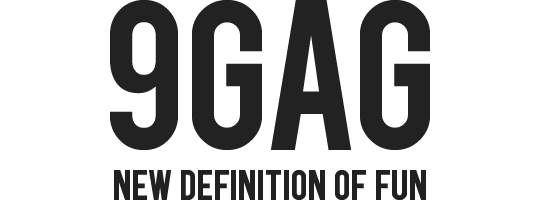 9GAG
NEW DEFINITION OF FUN